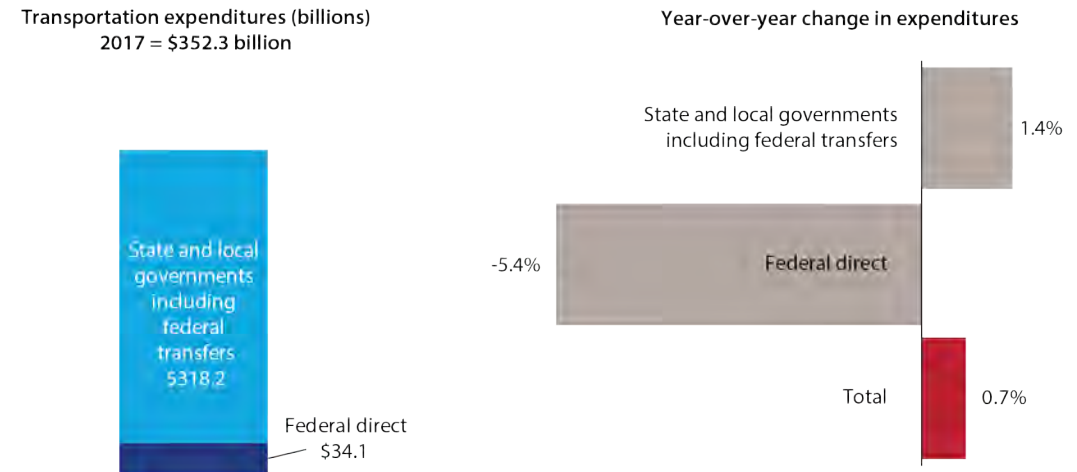 Transportation expenditures (billions)
2017 = $352.3 billion
State and local
governments
including
federal
transfers
$318.2
Federal direct
$34.1
Year-over-year change in expenditures
State and local governments
including federal transfers
1.4%
-5.4%
Federal direct
Total
0.7%